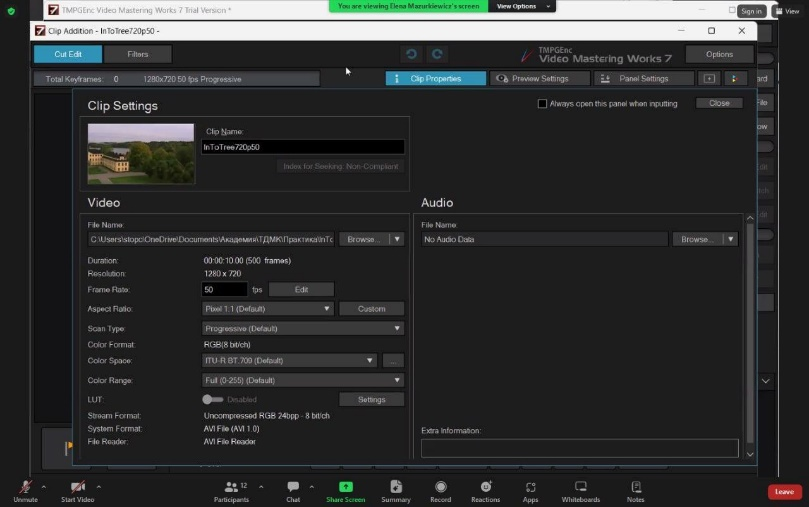 TMPGEnc Video Mastering Works 7 Trial Version *
You are viewing Elena Mazurkiewicz's screen
View Options
Sign in
View
Clip Addition - InToTree720p50 -
Cut Edit
Filters
TMPGEnc
Video Mastering Works 7
Options
Total Keyframes: 0
1280x720 50 fps Progressive
Clip Properties
Preview Settings
Panel Settings
Clip Settings
Always open this panel when inputting
Close
Clip Name:
InToTree720p50
Index for Seeking: Non-Compliant
Video
Audio
File Name:
C:\Users\stopc\OneDrive\Documents\Академия\ТДМК\Практика\InTc
Browse...
File Name:
No Audio Data
Browse...
Duration:
00:00:10.00 (500 frames)
Resolution:
1280 x 720
Frame Rate:
50
fps
Edit
Aspect Ratio:
Pixel 1:1 (Default)
Custom
Scan Type:
Progressive (Default)
Color Format:
RGB(8 bit/ch)
Color Space:
ITU-R BT.709 (Default)
...
Color Range:
Full (0-255) (Default)
LUT:
Disabled
Settings
Stream Format:
Uncompressed RGB 24bpp - 8 bit/ch
System Format:
AVI File (AVI 1.0)
File Reader:
AVI File Reader
Extra Information:
Unmute
Start Video
12
Participants
Chat
Share Screen
Summary
Record
Reactions
Apps
Whiteboards
Notes
Leave